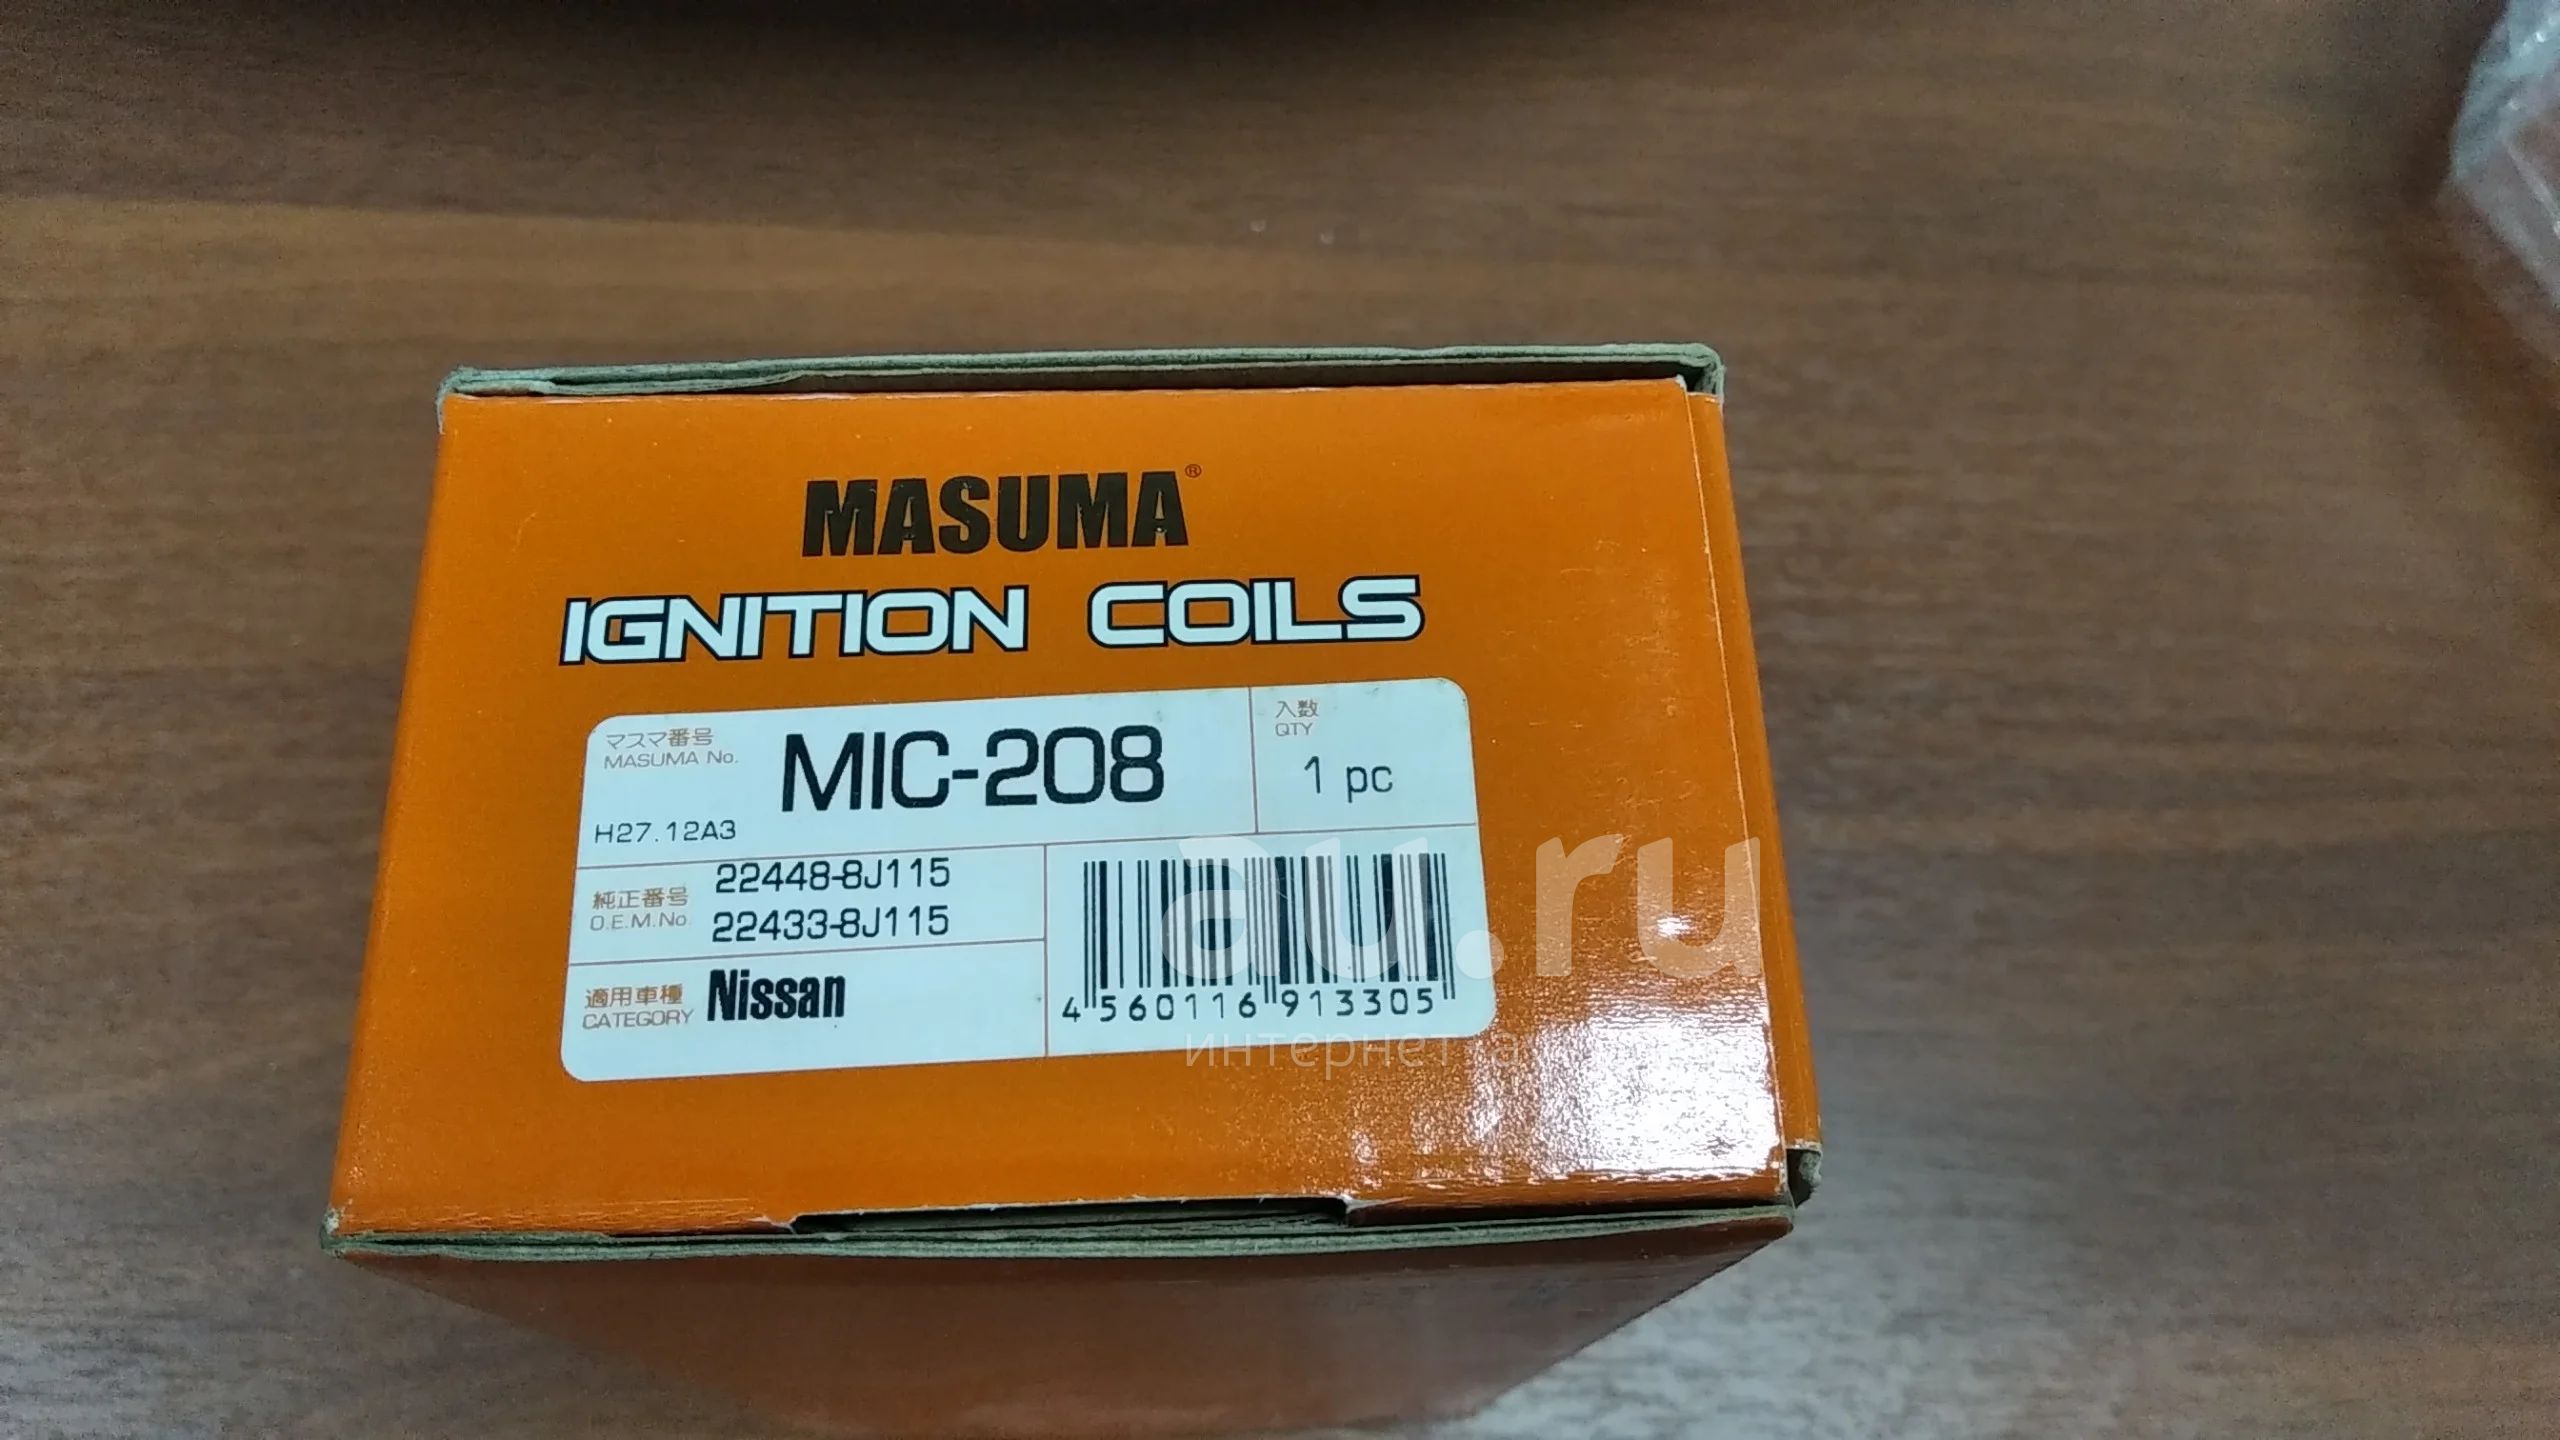 MASUMA®
IGNITION COILS
マスマ番号
MASUMA No.
MIC-208
入数
QTY
1 pc
H27.12A3
純正番号
O.E.M.No.
22448-8J115
22433-8J115
適用車種
CATEGORY
Nissan
4 560116 913305
au.ru
интернет-а